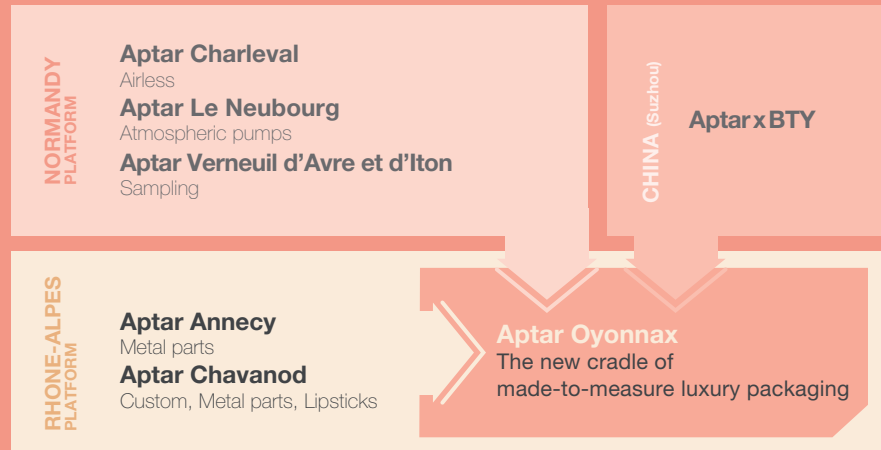 NORMANDY
PLATFORM
Aptar Charleval
Airless
Aptar Le Neubourg
Atmospheric pumps
Aptar Verneuil d’Avre et d’Iton
Sampling
CHINA (Suzhou)
Aptar x BTY
RHONE-ALPES
PLATFORM
Aptar Annecy
Metal parts
Aptar Chavanod
Custom, Metal parts, Lipsticks
Aptar Oyonnax
The new cradle of
made-to-measure luxury packaging